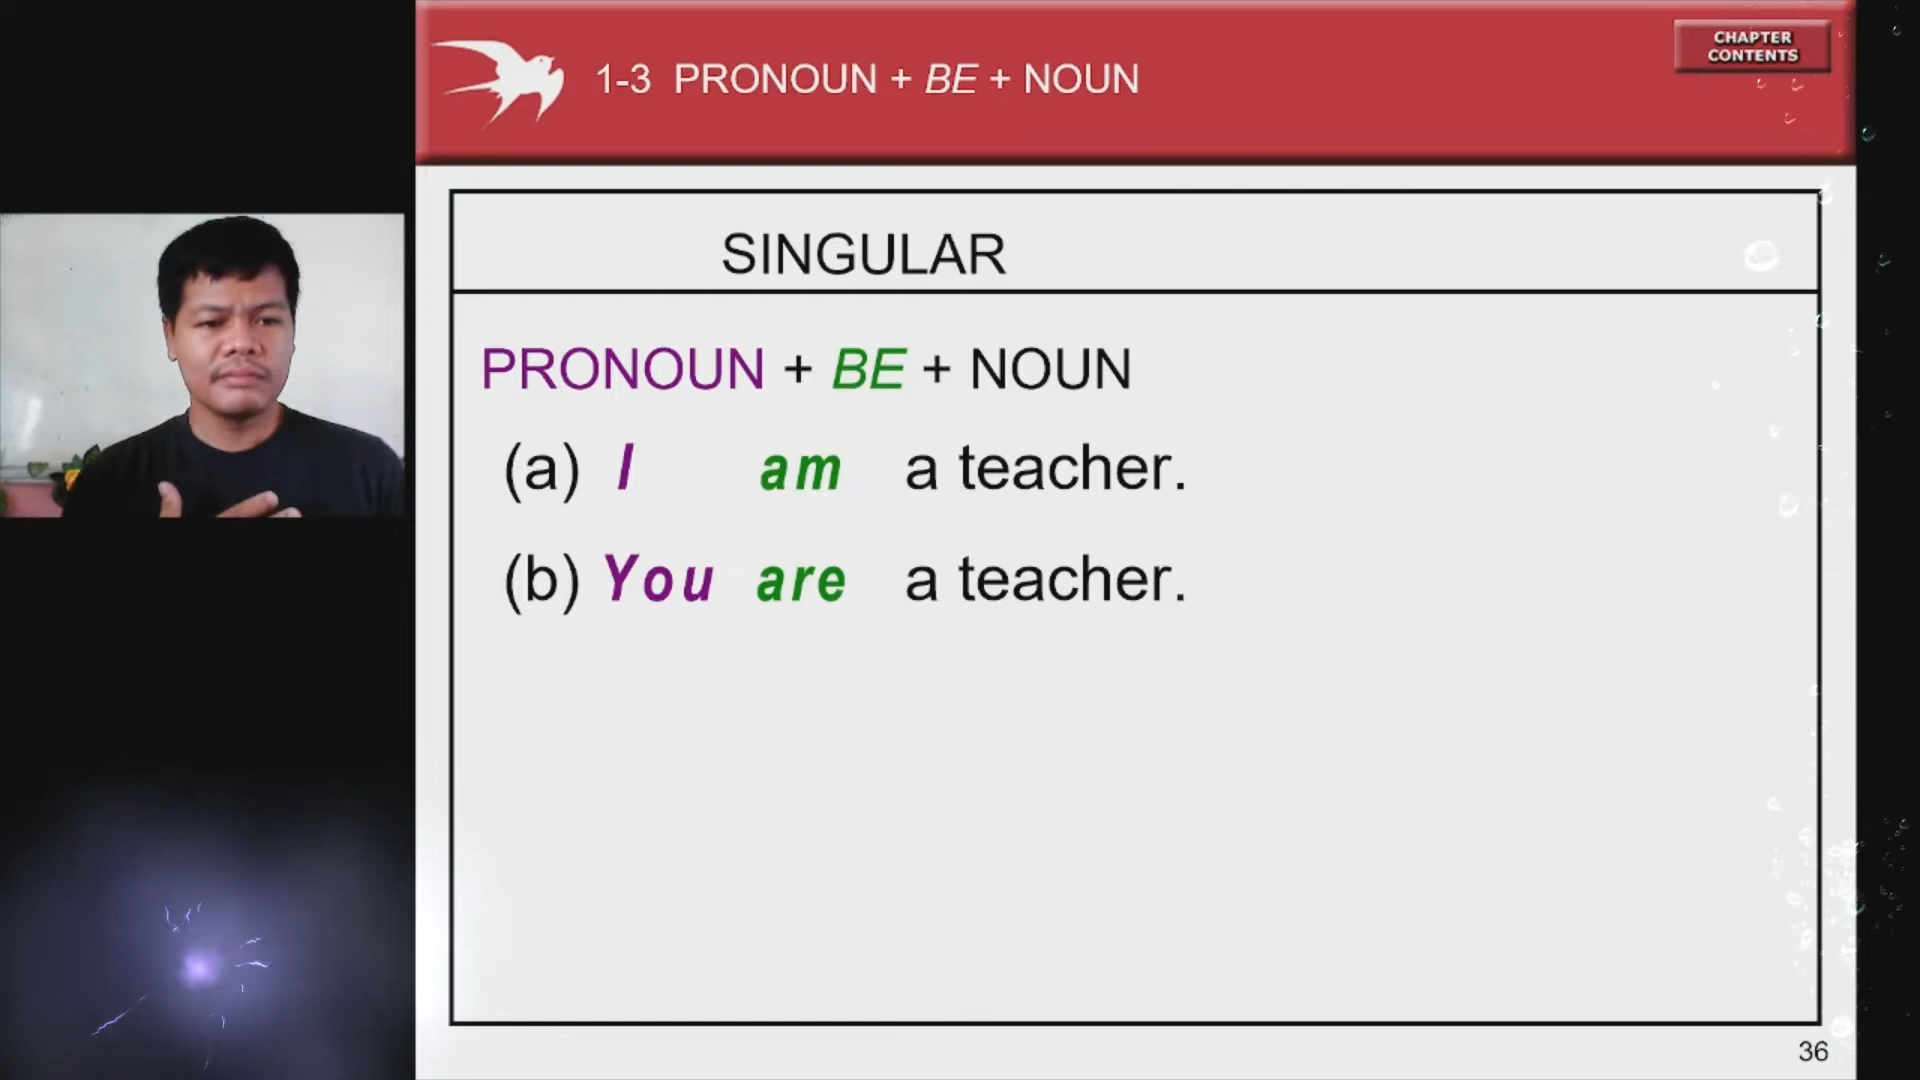 1-3 PRONOUN + BE + NOUN
CHAPTER
CONTENTS
SINGULAR
PRONOUN + BE + NOUN
(a) I am a teacher.
(b) You are a teacher.
36